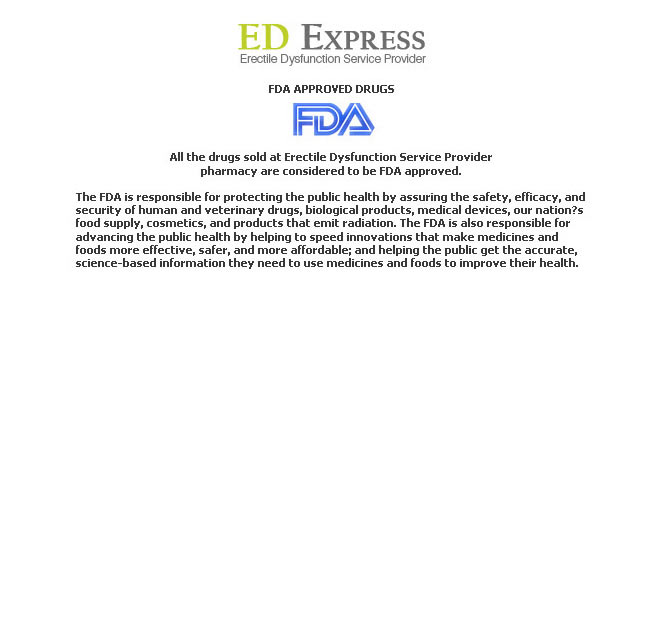 ED EXPRESS
Erectile Dysfunction Service Provider
FDA APPROVED DRUGS
FDA
All the drugs sold at Erectile Dysfunction Service Provider
pharmacy are considered to be FDA approved.
The FDA is responsible for protecting the public health by assuring the safety, efficacy, and
security of human and veterinary drugs, biological products, medical devices, our nation?s
food supply, cosmetics, and products that emit radiation. The FDA is also responsible for
advancing the public health by helping to speed innovations that make medicines and
foods more effective, safer, and more affordable; and helping the public get the accurate,
science-based information they need to use medicines and foods to improve their health.